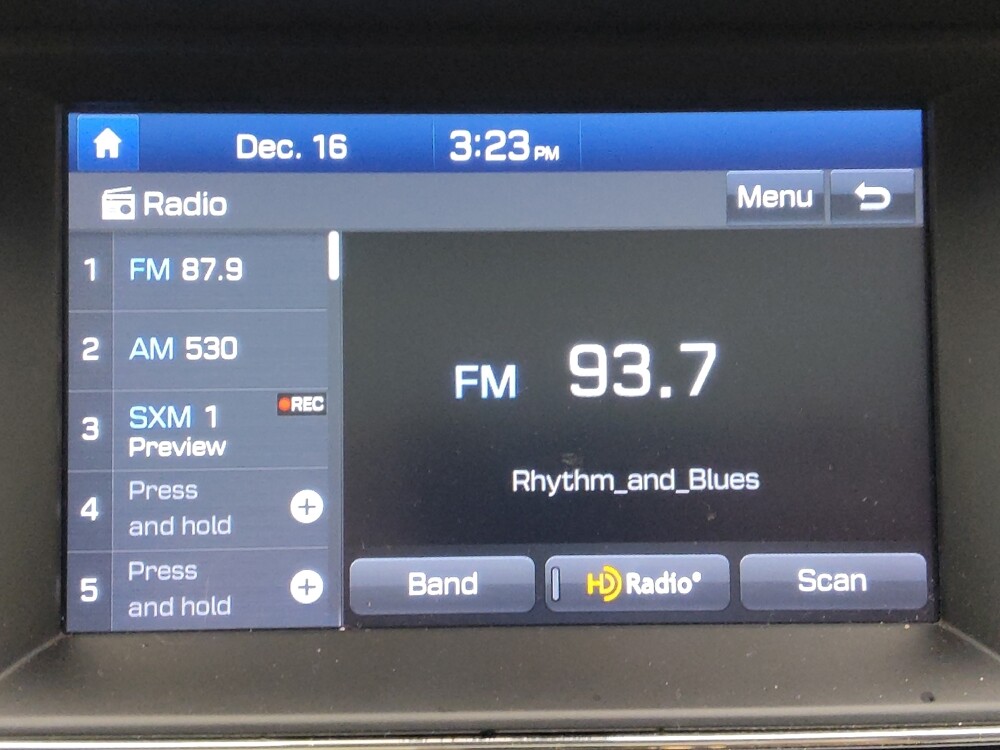 Dec. 16 3:23 PM
Radio Menu
1 FM 87.9
2 AM 530
3 SXM 1 REC
Preview
4 Press
and hold
5 Press
and hold
FM 93.7
Rhythm_and_Blues
Band HD Radio® Scan